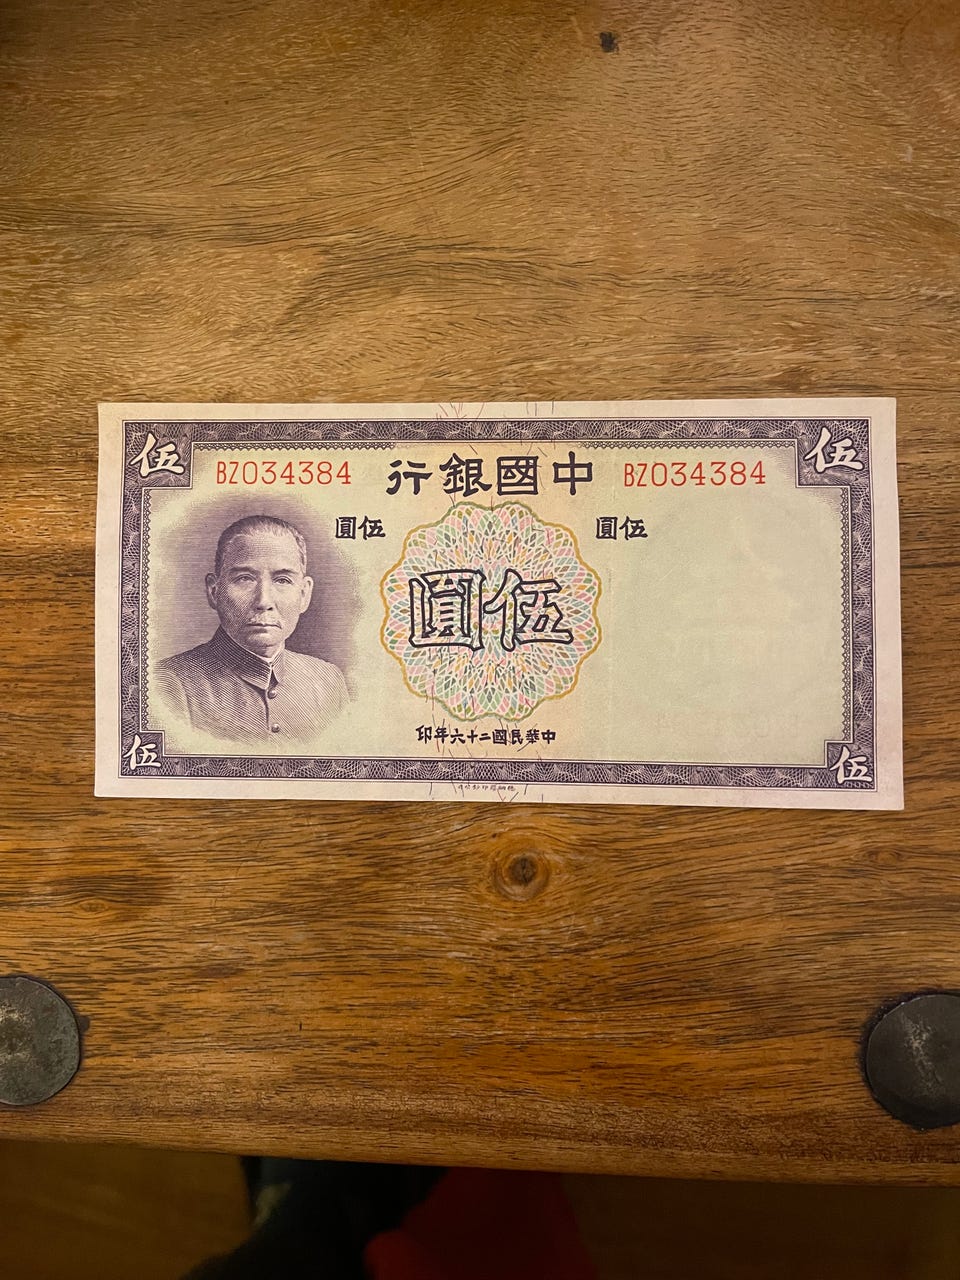 伍 伍
BZ034384 中國銀行 BZ034384
伍圓 伍圓
伍圓
中華民國二十六年印
伍 伍